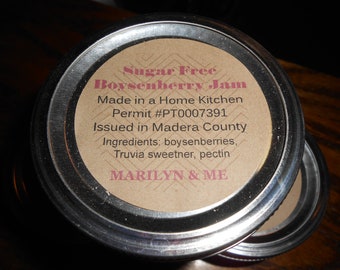 Sugar Free
Boysenberry Jam
Made in a Home Kitchen
Permit #PT0007391
Issued in Madera County
Ingredients: boysenberries,
Truvia sweetner, pectin
MARILYN & ME